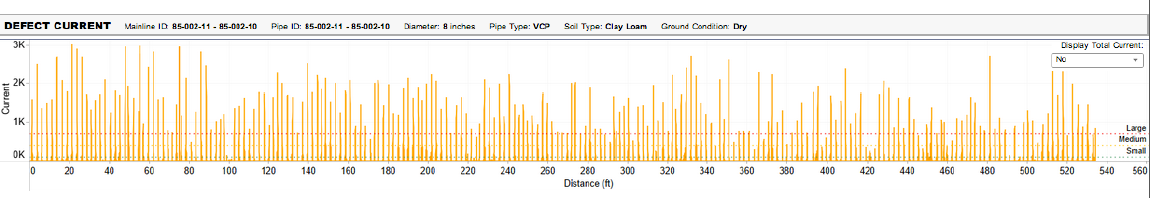 DEFECT CURRENT Mainline ID: 85-002-11 - 85-002-10 Pipe ID: 85-002-11 - 85-002-10 Diameter: 8 inches Pipe Type: VCP Soil Type: Clay Loam Ground Condition: Dry
Display Total Current:
No
3K
2K
1K
0K
Current
Large
Medium
Small
0 20 40 60 80 100 120 140 160 180 200 220 240 260 280 300 320 340 360 380 400 420 440 460 480 500 520 540 560
Distance (ft)